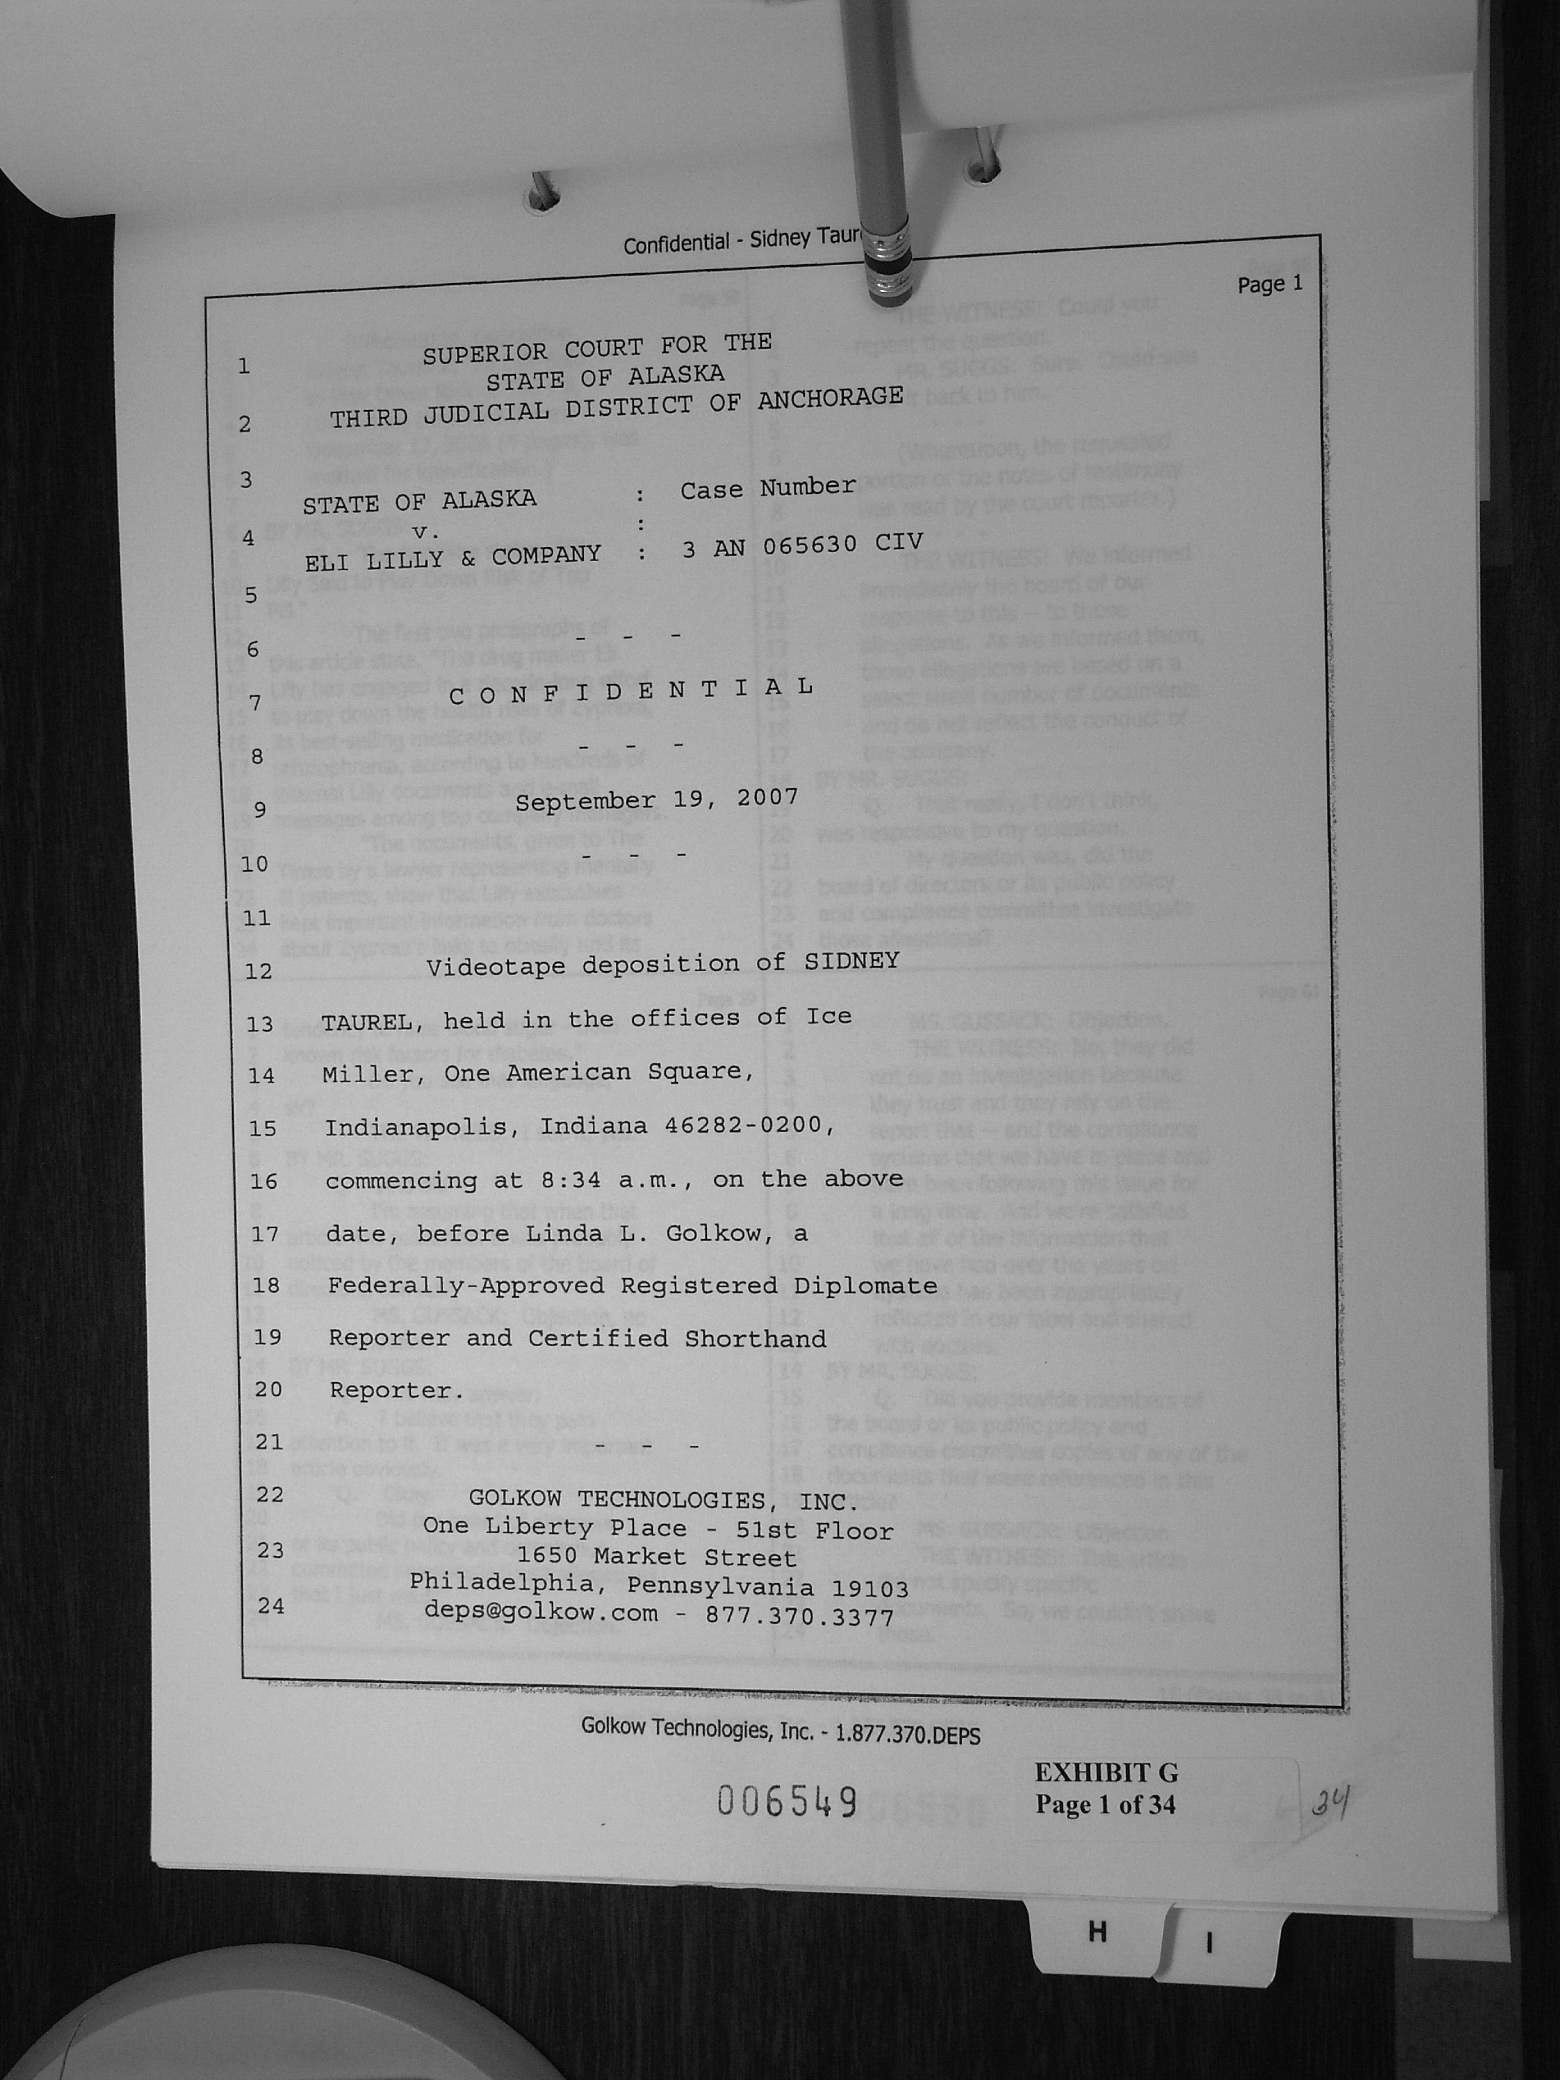 Confidential - Sidney
Page 1
1 SUPERIOR COURT FOR THE
STATE OF ALASKA
2 THIRD JUDICIAL DISTRICT OF ANCHORAGE
3
STATE OF ALASKA : Case Number
4 v. :
ELI LILLY & COMPANY : 3 AN 065630 CIV
5
6 - - -
7 C O N F I D E N T I A L
8 - - -
9 September 19, 2007
10 - - -
11
12 Videotape deposition of SIDNEY
13 TAUREL, held in the offices of Ice
14 Miller, One American Square,
15 Indianapolis, Indiana 46282-0200,
16 commencing at 8:34 a.m., on the above
17 date, before Linda L. Golkow, a
18 Federally-Approved Registered Diplomate
19 Reporter and Certified Shorthand
20 Reporter.
21 - - -
22 GOLKOW TECHNOLOGIES, INC.
One Liberty Place - 51st Floor
23 1650 Market Street
Philadelphia, Pennsylvania 19103
24 deps@golkow.com - 877.370.3377
Golkow Technologies, Inc. - 1.877.370.DEPS
006549
EXHIBIT G
Page 1 of 34
34
H
I